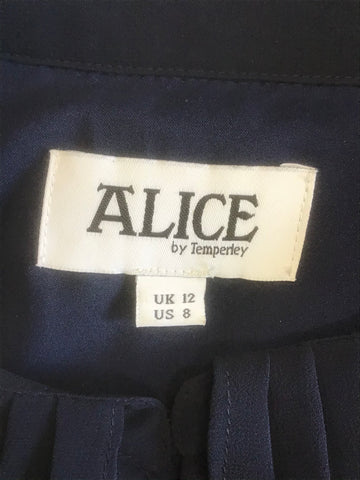 ALICE
by Temperley
UK 12
US 8